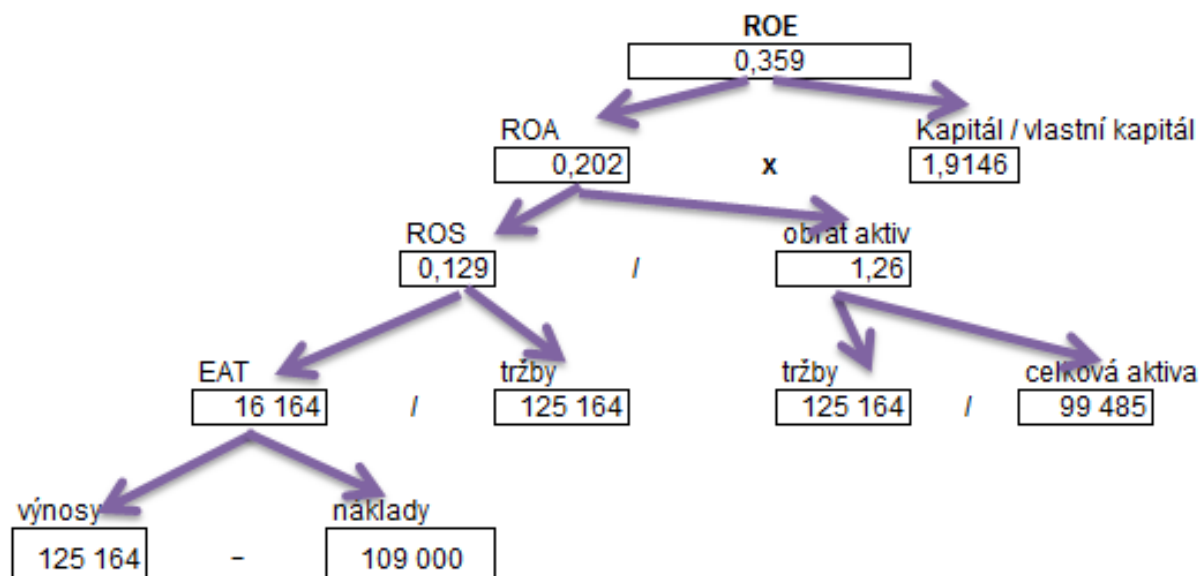 ROE
0,359
ROA Kapitál / vlastní kapitál
0,202 x 1,9146
ROS obrat aktiv
0,129 / 1,26
EAT tržby tržby celková aktiva
16 164 / 125 164 125 164 / 99 485
výnosy náklady
125 164 - 109 000